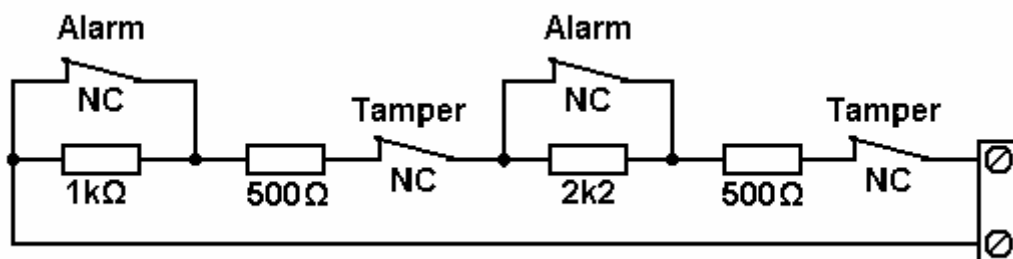 Alarm
NC
1kΩ
500Ω
Tamper
NC
Alarm
NC
2k2
500Ω
Tamper
NC